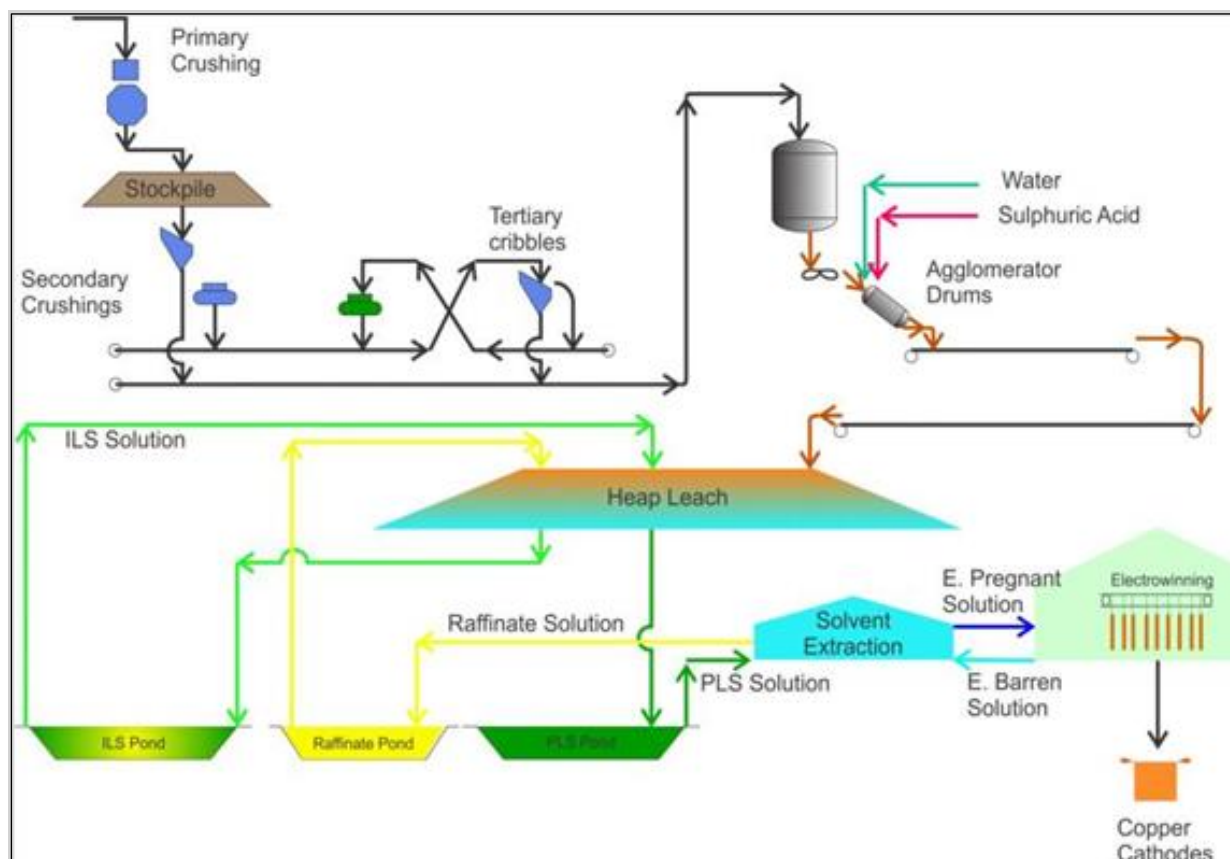 Primary
Crushing
Stockpile
Secondary
Crushings
Tertiary
cribbles
Water
Sulphuric Acid
Agglomerator
Drums
ILS Solution
Heap Leach
Raffinate Solution
PLS Solution
Solvent
Extraction
E. Pregnant
Solution
E. Barren
Solution
Electrowinning
ILS Pond
Raffinate Pond
PLS Pond
Copper
Cathodes